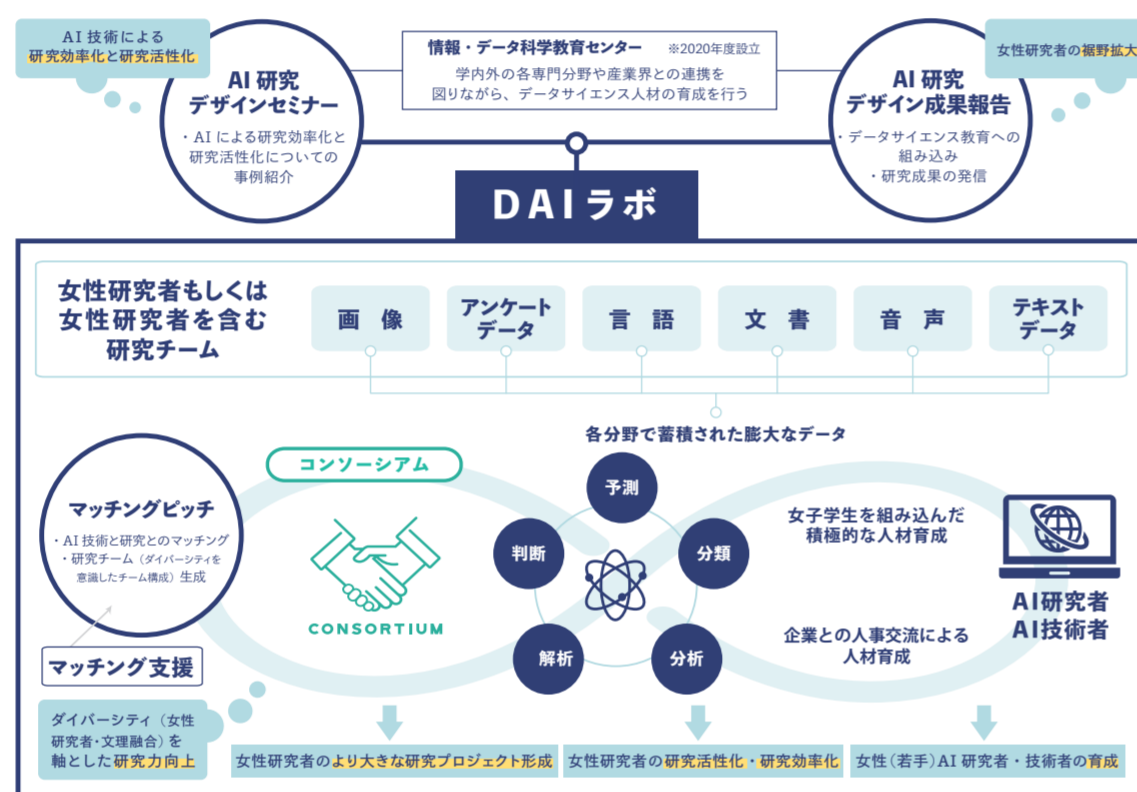 AI 技術による
研究効率化と研究活性化
AI 研究
デザインセミナー
・AI による研究効率化と
研究活性化についての
事例紹介
情報・データ科学教育センター ※2020年度設立
学内外の各専門分野や産業界との連携を
図りながら、データサイエンス人材の育成を行う
女性研究者の裾野拡大
AI 研究
デザイン成果報告
・データサイエンス教育への
組み込み
・研究成果の発信
DAIラボ
女性研究者もしくは
女性研究者を含む
研究チーム
画 像
アンケート
データ
言 語
文 書
音 声
テキスト
データ
各分野で蓄積された膨大なデータ
マッチングピッチ
・AI 技術と研究とのマッチング
・研究チーム（ダイバーシティを
意識したチーム構成）生成
マッチング支援
ダイバーシティ（女性
研究者・文理融合）を
軸とした研究力向上
コンソーシアム
CONSORTIUM
予測
判断
分類
解析
分析
女子学生を組み込んだ
積極的な人材育成
企業との人事交流による
人材育成
AI研究者
AI技術者
女性研究者のより大きな研究プロジェクト形成
女性研究者の研究活性化・研究効率化
女性（若手）AI 研究者・技術者の育成